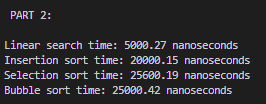 PART 2:
Linear search time: 5000.27 nanoseconds
Insertion sort time: 20000.15 nanoseconds
Selection sort time: 25600.19 nanoseconds
Bubble sort time: 25000.42 nanoseconds